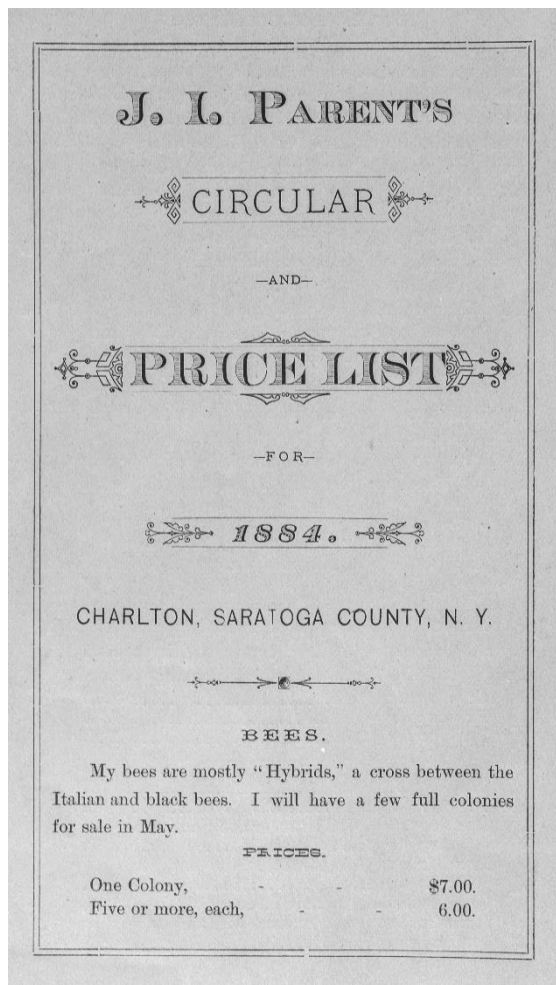 J. I. PARENT'S
CIRCULAR
—AND—
PRICE LIST
—FOR—
1884.
CHARLTON, SARATOGA COUNTY, N. Y.
BEES.
My bees are mostly "Hybrids," a cross between the
Italian and black bees. I will have a few full colonies
for sale in May.
PRICES.
One Colony, - - $7.00.
Five or more, each, - - 6.00.